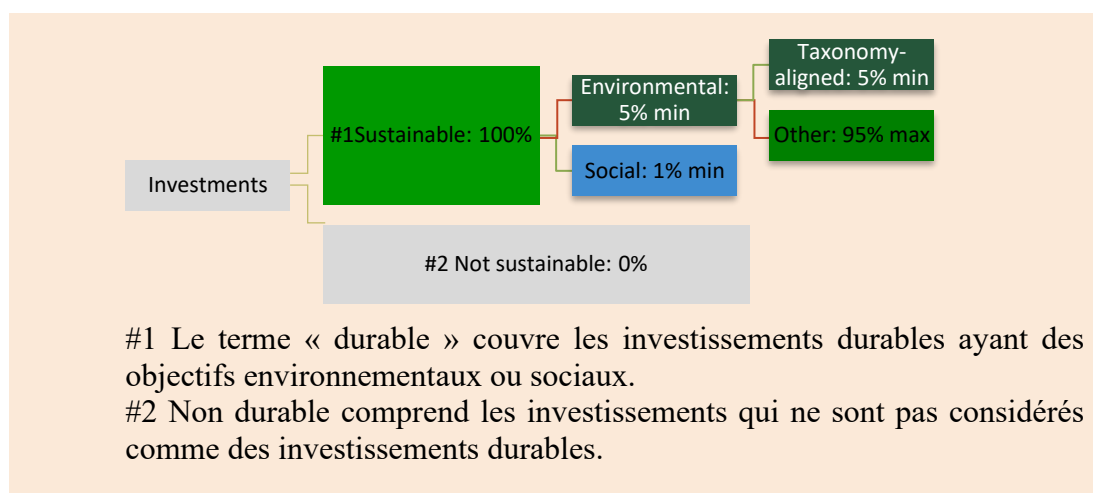 Taxonomy-
aligned: 5% min
Environmental:
5% min
#1Sustainable: 100%
Other: 95% max
Investments
Social: 1% min
#2 Not sustainable: 0%
#1 Le terme « durable » couvre les investissements durables ayant des
objectifs environnementaux ou sociaux.
#2 Non durable comprend les investissements qui ne sont pas considérés
comme des investissements durables.